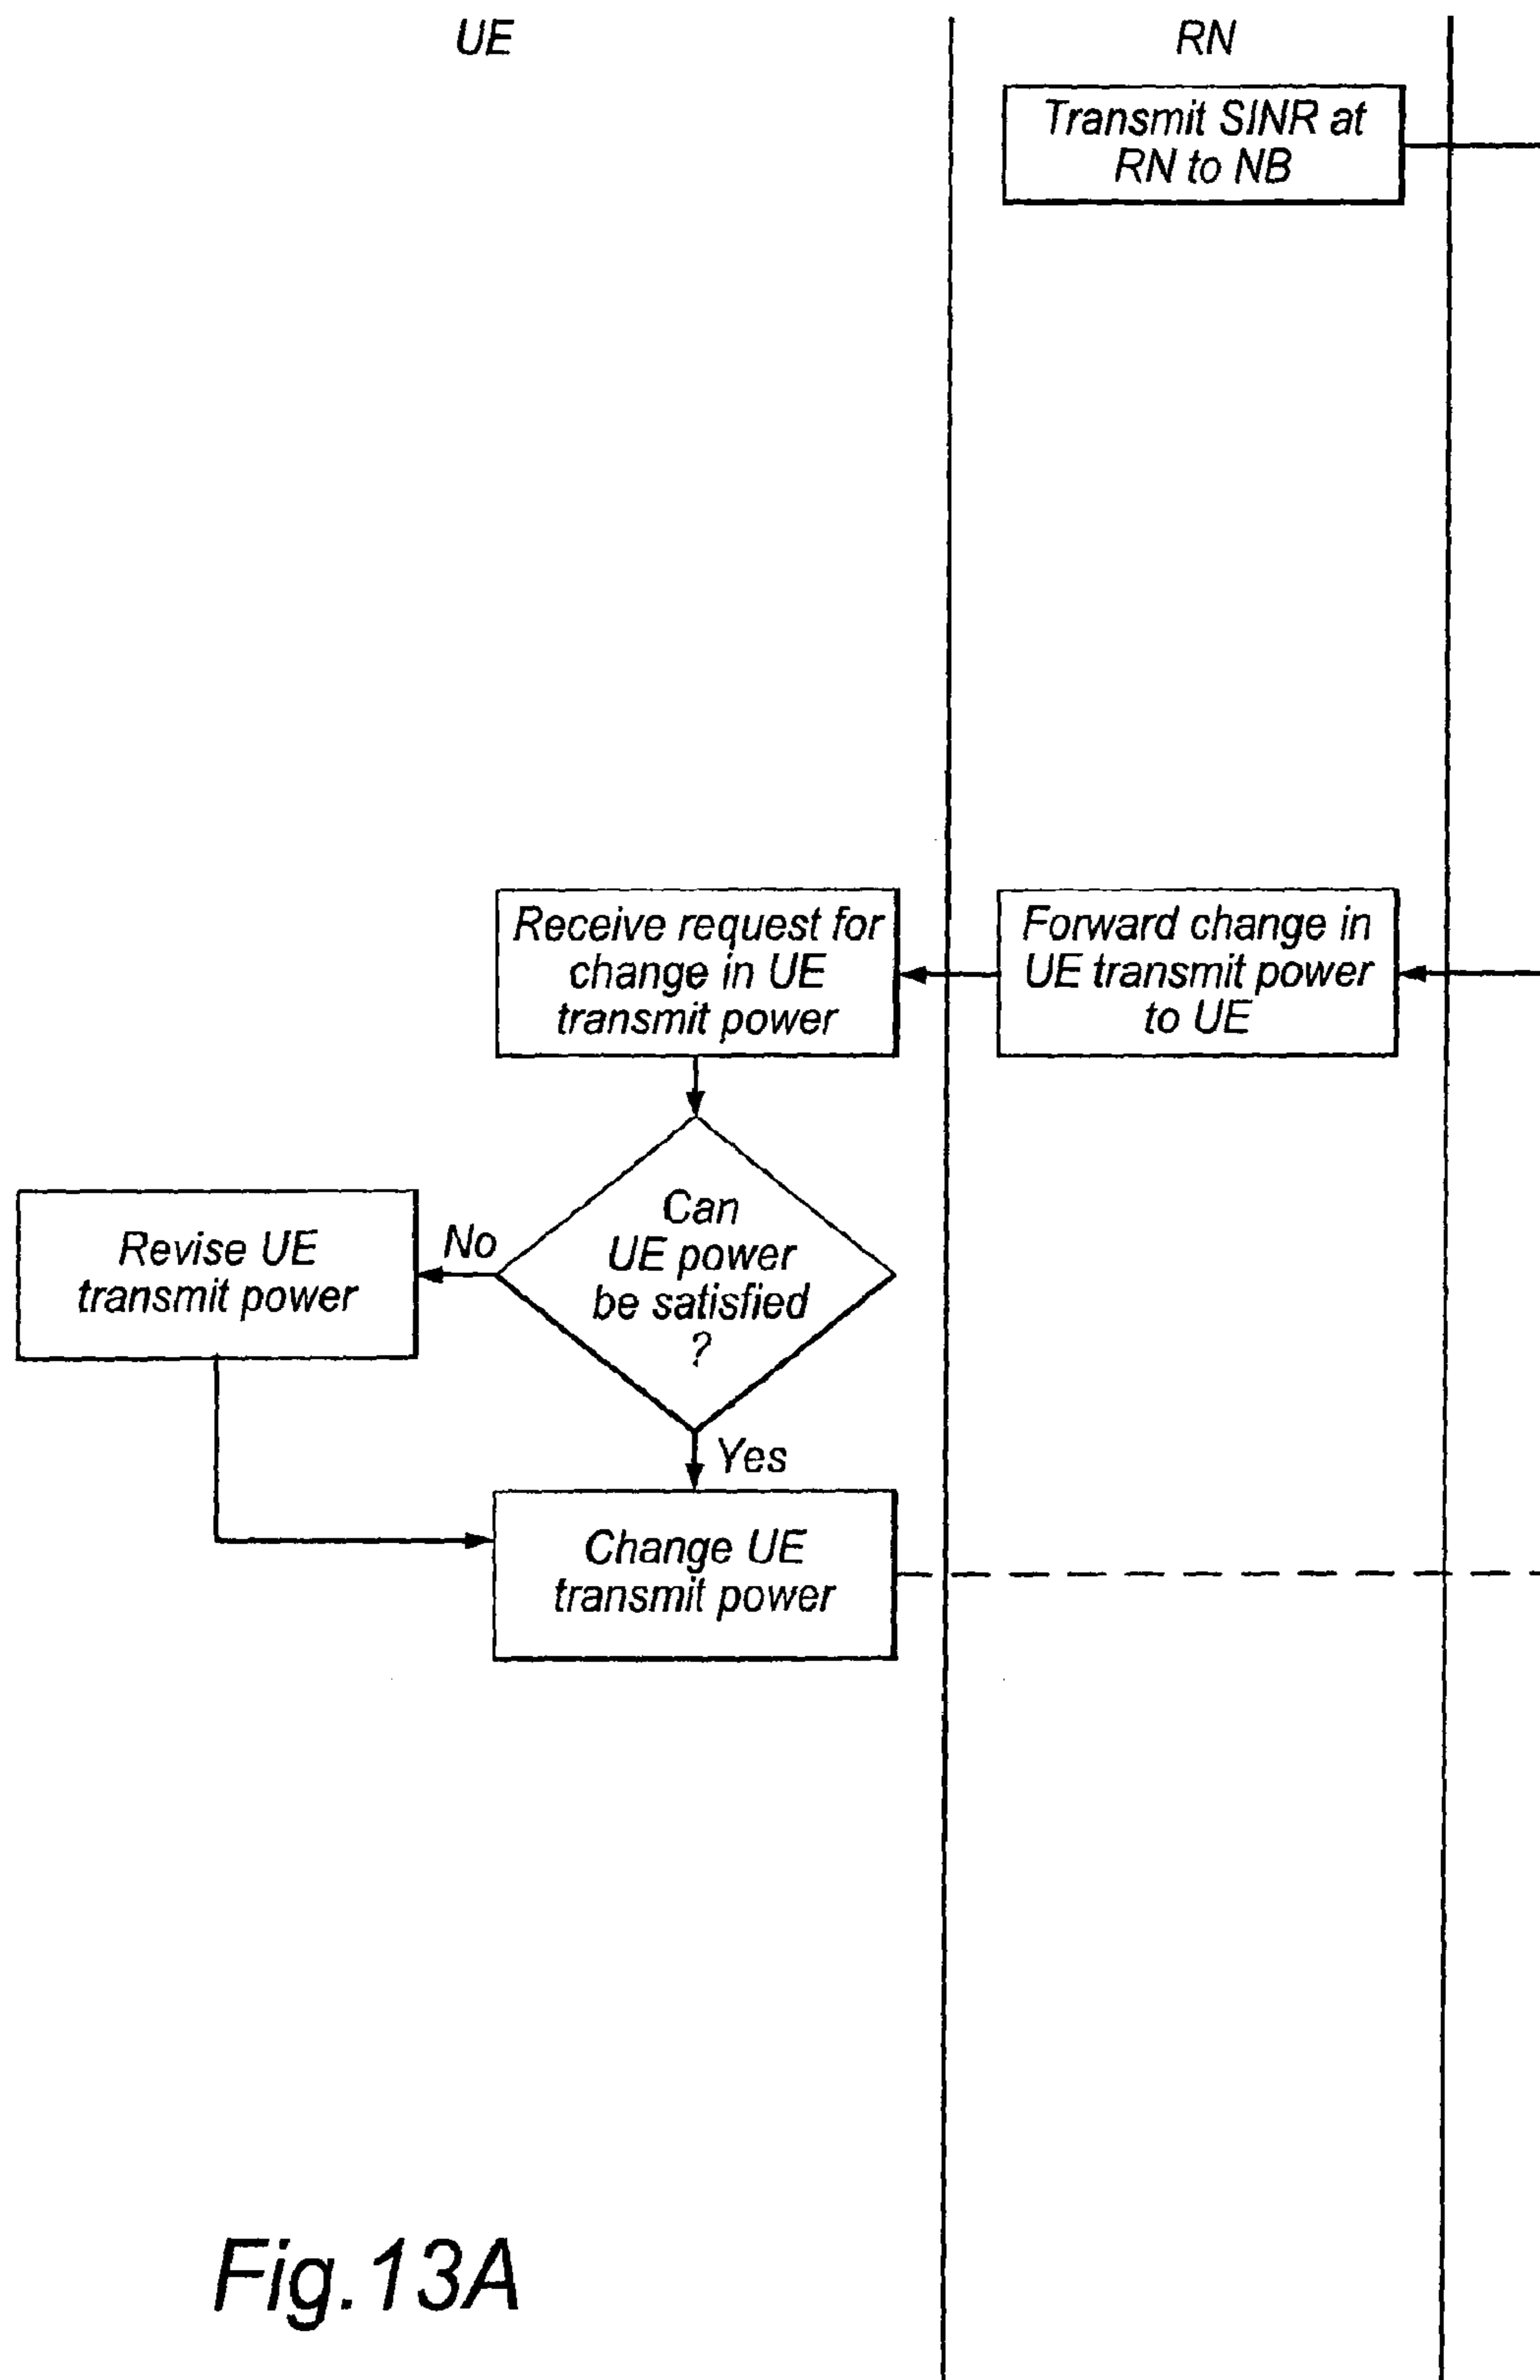 UE
RN
Transmit SINR at
RN to NB
Receive request for
change in UE
transmit power
Forward change in
UE transmit power
to UE
Can
UE power
be satisfied
?
No
Revise UE
transmit power
Yes
Change UE
transmit power
Fig.13A